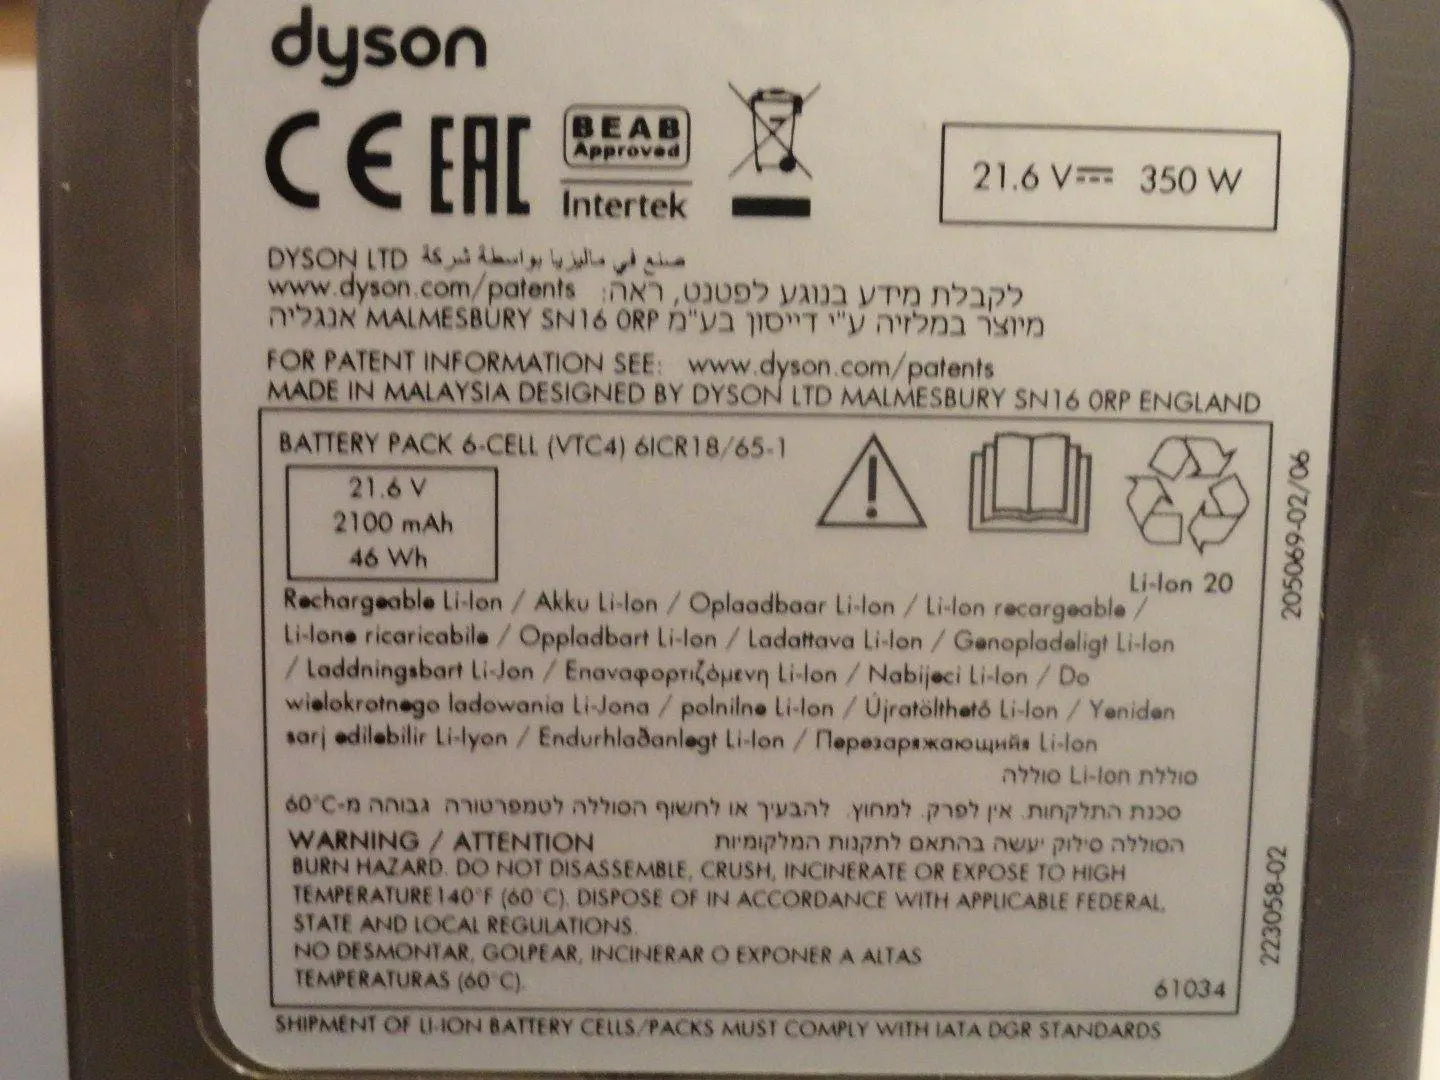 dyson
CE EAC BEAB Approved Intertek
21.6 V 350 W
DYSON LTD صنع في ماليزيا بواسطة شركة
www.dyson.com/patents לקבלת מידע בנוגע לפטנט, ראה:
מיוצר במלזיה ע"י דייסון בע"מ MALMESBURY SN16 0RP אנגליה
FOR PATENT INFORMATION SEE: www.dyson.com/patents
MADE IN MALAYSIA DESIGNED BY DYSON LTD MALMESBURY SN16 0RP ENGLAND
BATTERY PACK 6-CELL (VTC4) 6ICR18/65-1
21.6 V
2100 mAh
46 Wh
Li-Ion 20
Rechargeable Li-Ion / Akku Li-Ion / Oplaadbaar Li-Ion / Li-Ion recargeable /
Li-Ione ricaricabile / Oppladbart Li-Ion / Ladattava Li-Ion / Genopladeligt Li-Ion
/ Laddningsbart Li-Jon / Επαναφορτιζόμενη Li-Ion / Nabijeci Li-Ion / Do
wielokrotnego ladowania Li-Jona / polnilne Li-Ion / Újratölthető Li-Ion / Yeniden
sarj edilebilir Li-Iyon / Endurhlaðanlegt Li-Ion / Перезаряжающийя Li-Ion
סוללת Li-Ion סוללה
סכנת התלקחות. אין לפרק, למחוץ, להבעיך או לחשוף הסוללה לטמפרטורה גבוהה מ-60°C
הסוללה סילוק יעשה בהתאם לתקנות המקומיות
WARNING / ATTENTION
BURN HAZARD. DO NOT DISASSEMBLE, CRUSH, INCINERATE OR EXPOSE TO HIGH
TEMPERATURE 140°F (60°C). DISPOSE OF IN ACCORDANCE WITH APPLICABLE FEDERAL,
STATE AND LOCAL REGULATIONS.
NO DESMONTAR, GOLPEAR, INCINERAR O EXPONER A ALTAS
TEMPERATURAS (60°C).
61034
SHIPMENT OF LI-ION BATTERY CELLS/PACKS MUST COMPLY WITH IATA DGR STANDARDS
205069-02/06
223058-02